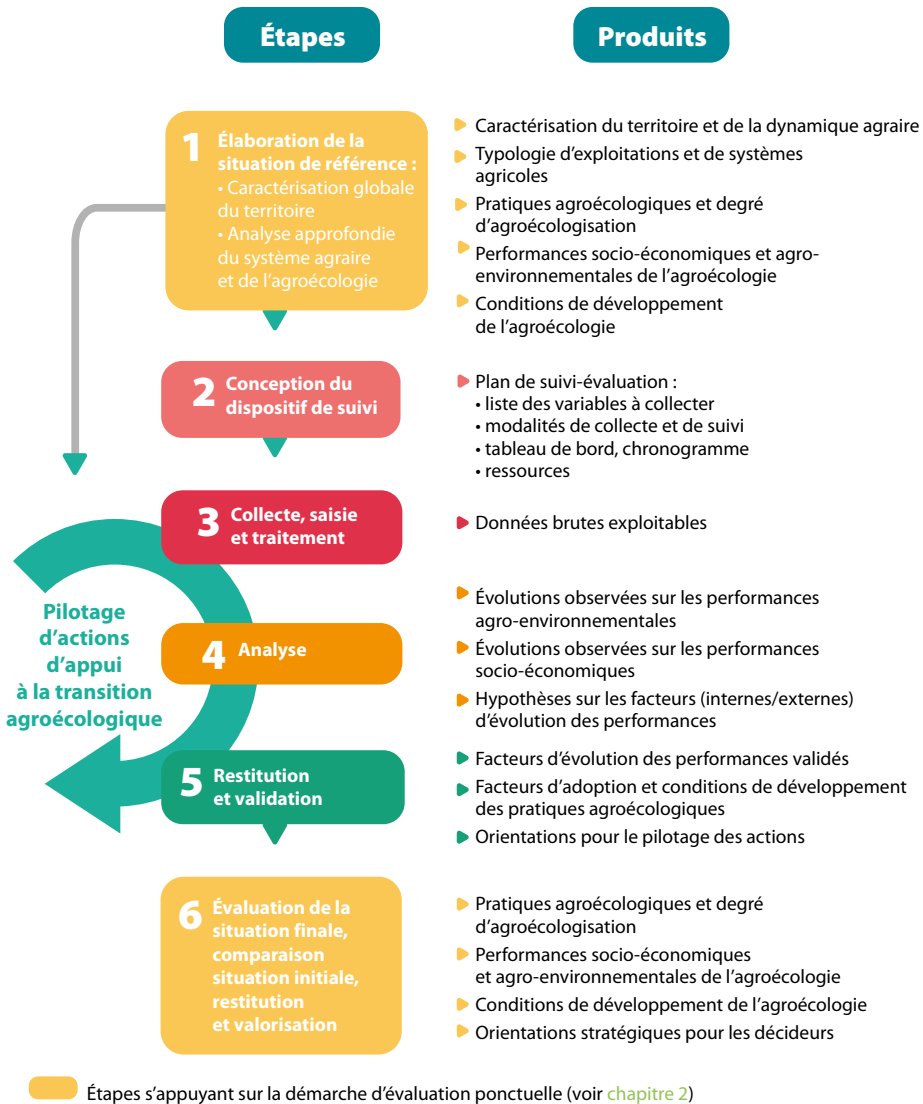 Étapes
Produits
1 Élaboration de la
situation de référence :
• Caractérisation globale
du territoire
• Analyse approfondie
du système agraire
et de l'agroécologie
Caractérisation du territoire et de la dynamique agraire
Typologie d'exploitations et de systèmes
agricoles
Pratiques agroécologiques et degré
d'agroécologisation
Performances socio-économiques et agro-
environnementales de l'agroécologie
Conditions de développement
de l'agroécologie
2 Conception du
dispositif de suivi
Plan de suivi-évaluation :
• liste des variables à collecter
• modalités de collecte et de suivi
• tableau de bord, chronogramme
• ressources
3 Collecte, saisie
et traitement
Données brutes exploitables
Pilotage
d'actions
d'appui
à la transition
agroécologique
4 Analyse
Évolutions observées sur les performances
agro-environnementales
Évolutions observées sur les performances
socio-économiques
Hypothèses sur les facteurs (internes/externes)
d'évolution des performances
5 Restitution
et validation
Facteurs d'évolution des performances validés
Facteurs d'adoption et conditions de développement
des pratiques agroécologiques
Orientations pour le pilotage des actions
6 Évaluation de la
situation finale,
comparaison
situation initiale,
restitution
et valorisation
Pratiques agroécologiques et degré
d'agroécologisation
Performances socio-économiques
et agro-environnementales de l'agroécologie
Conditions de développement de l'agroécologie
Orientations stratégiques pour les décideurs
Étapes s'appuyant sur la démarche d'évaluation ponctuelle (voir chapitre 2)